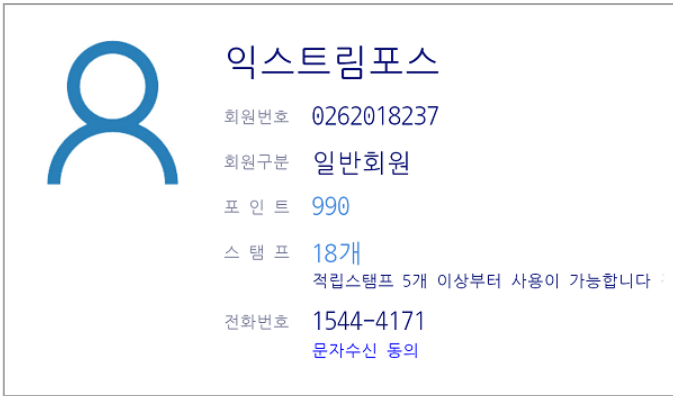 익스트림포스
회원번호 0262018237
회원구분 일반회원
포 인 트 990
스 탬 프 18개
적립스탬프 5개 이상부터 사용이 가능합니다
전화번호 1544-4171
문자수신 동의